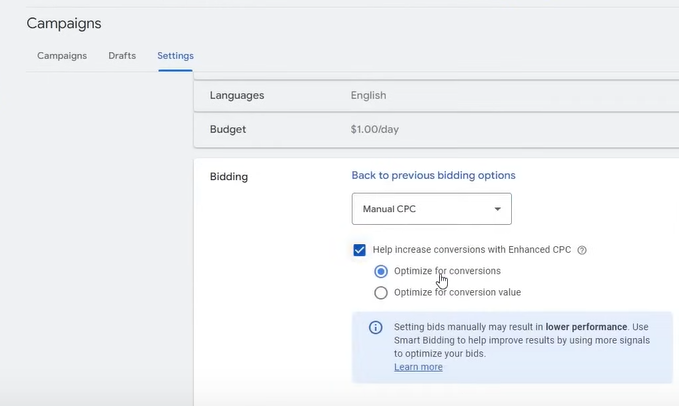 Campaigns
Campaigns Drafts Settings
Languages English
Budget $1.00/day
Bidding Back to previous bidding options
Manual CPC
Help increase conversions with Enhanced CPC
Optimize for conversions
Optimize for conversion value
Setting bids manually may result in lower performance. Use
Smart Bidding to help improve results by using more signals
to optimize your bids.
Learn more